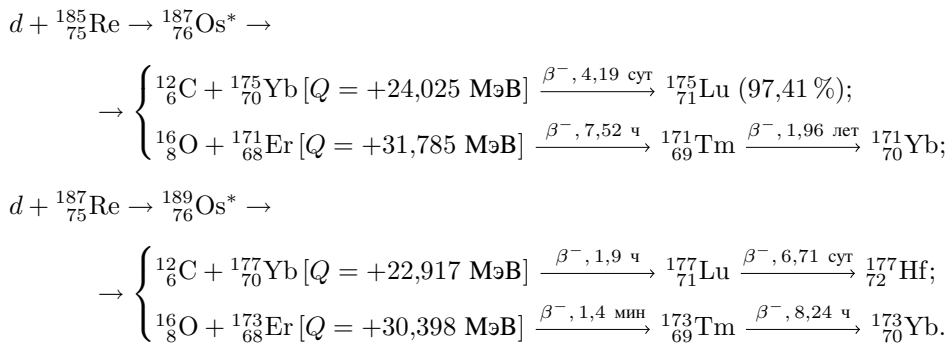 d + ¹⁸⁵₇₅Re → ¹⁸⁷₇₆Os* →
→ { ¹²₆C + ¹⁷⁵₇₀Yb [Q = +24,025 МэВ] —β⁻, 4,19 сут→ ¹⁷⁵₇₁Lu (97,41 %);
¹⁶₈O + ¹⁷¹₆₈Er [Q = +31,785 МэВ] —β⁻, 7,52 ч→ ¹⁷¹₆₉Tm —β⁻, 1,96 лет→ ¹⁷¹₇₀Yb;
d + ¹⁸⁷₇₅Re → ¹⁸⁹₇₆Os* →
→ { ¹²₆C + ¹⁷⁷₇₀Yb [Q = +22,917 МэВ] —β⁻, 1,9 ч→ ¹⁷⁷₇₁Lu —β⁻, 6,71 сут→ ¹⁷⁷₇₂Hf;
¹⁶₈O + ¹⁷³₆₈Er [Q = +30,398 МэВ] —β⁻, 1,4 мин→ ¹⁷³₆₉Tm —β⁻, 8,24 ч→ ¹⁷³₇₀Yb.